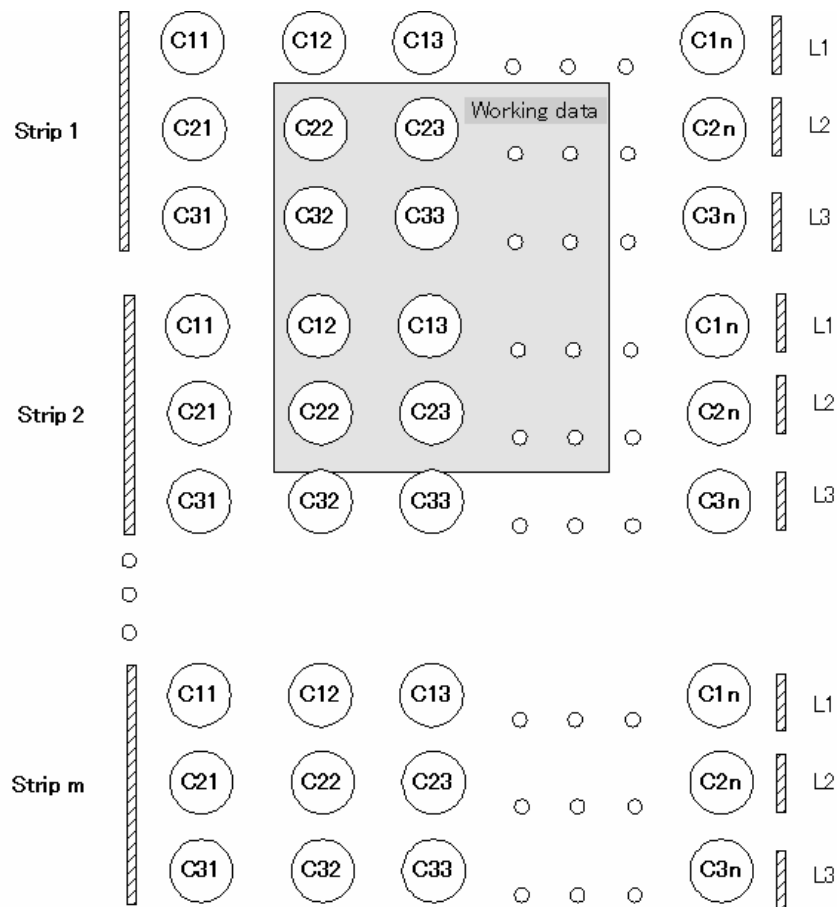 C11 C12 C13 C1n L1
Working data
Strip 1 C21 C22 C23 C2n L2
C31 C32 C33 C3n L3
C11 C12 C13 C1n L1
Strip 2 C21 C22 C23 C2n L2
C31 C32 C33 C3n L3
C11 C12 C13 C1n L1
Strip m C21 C22 C23 C2n L2
C31 C32 C33 C3n L3